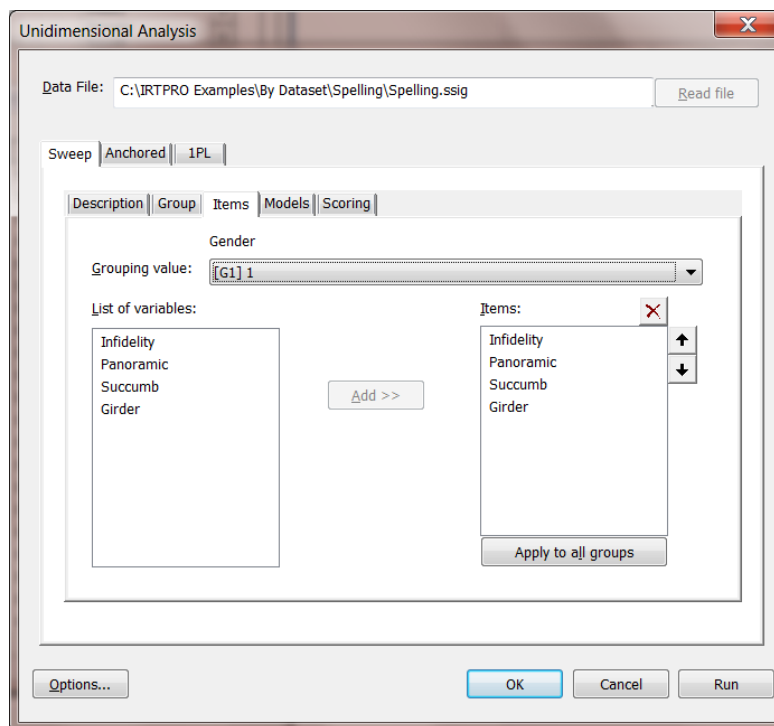 Unidimensional Analysis
Data File: C:\IRTPRO Examples\By Dataset\Spelling\Spelling.ssig Read file
Sweep Anchored 1PL
Description Group Items Models Scoring
Gender
Grouping value: [G1] 1
List of variables: Items:
Infidelity Infidelity
Panoramic Panoramic
Succumb Succumb
Girder Girder
Add >>
Apply to all groups
Options... OK Cancel Run